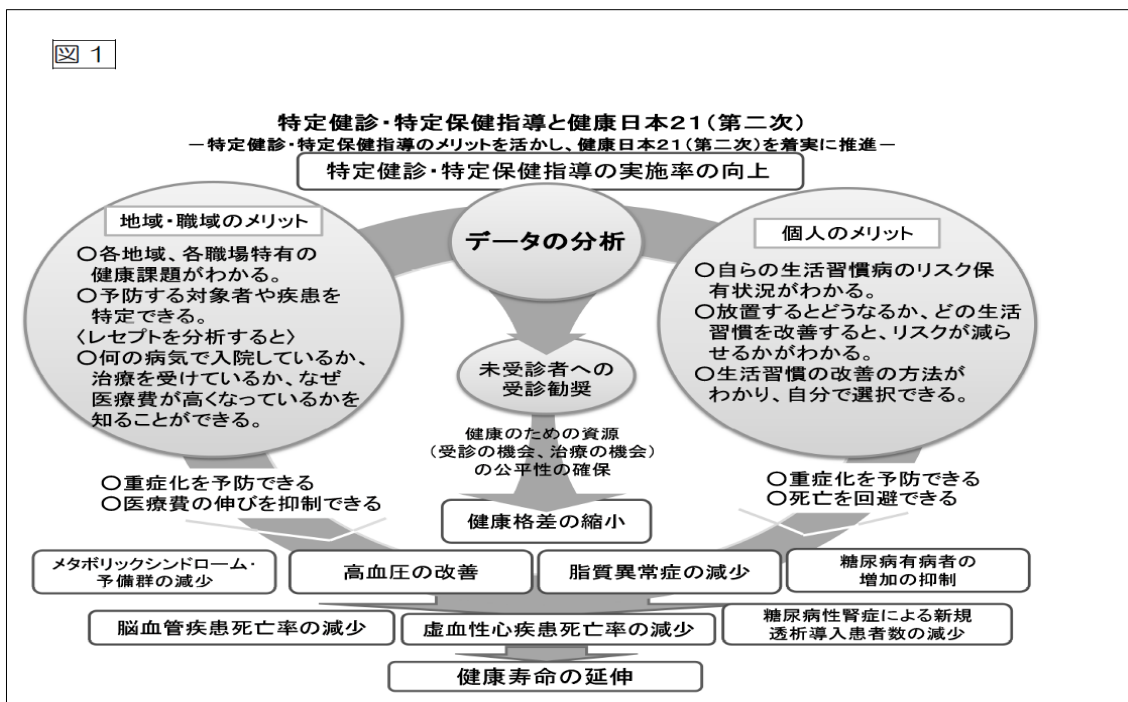 図1
特定健診・特定保健指導と健康日本21(第二次)
－特定健診・特定保健指導のメリットを活かし、健康日本21(第二次)を着実に推進－
特定健診・特定保健指導の実施率の向上
地域・職域のメリット
○各地域、各職場特有の
健康課題がわかる。
○予防する対象者や疾患を
特定できる。
〈レセプトを分析すると〉
○何の病気で入院しているか、
治療を受けているか、なぜ
医療費が高くなっているかを
知ることができる。
データの分析
個人のメリット
○自らの生活習慣病のリスク保
有状況がわかる。
○放置するとどうなるか、どの生活
習慣を改善すると、リスクが減ら
せるかがわかる。
○生活習慣の改善の方法が
わかり、自分で選択できる。
未受診者への
受診勧奨
健康のための資源
(受診の機会、治療の機会)
の公平性の確保
○重症化を予防できる
○医療費の伸びを抑制できる
○重症化を予防できる
○死亡を回避できる
健康格差の縮小
メタボリックシンドローム・
予備群の減少
高血圧の改善
脂質異常症の減少
糖尿病有病者の
増加の抑制
脳血管疾患死亡率の減少
虚血性心疾患死亡率の減少
糖尿病性腎症による新規
透析導入患者数の減少
健康寿命の延伸